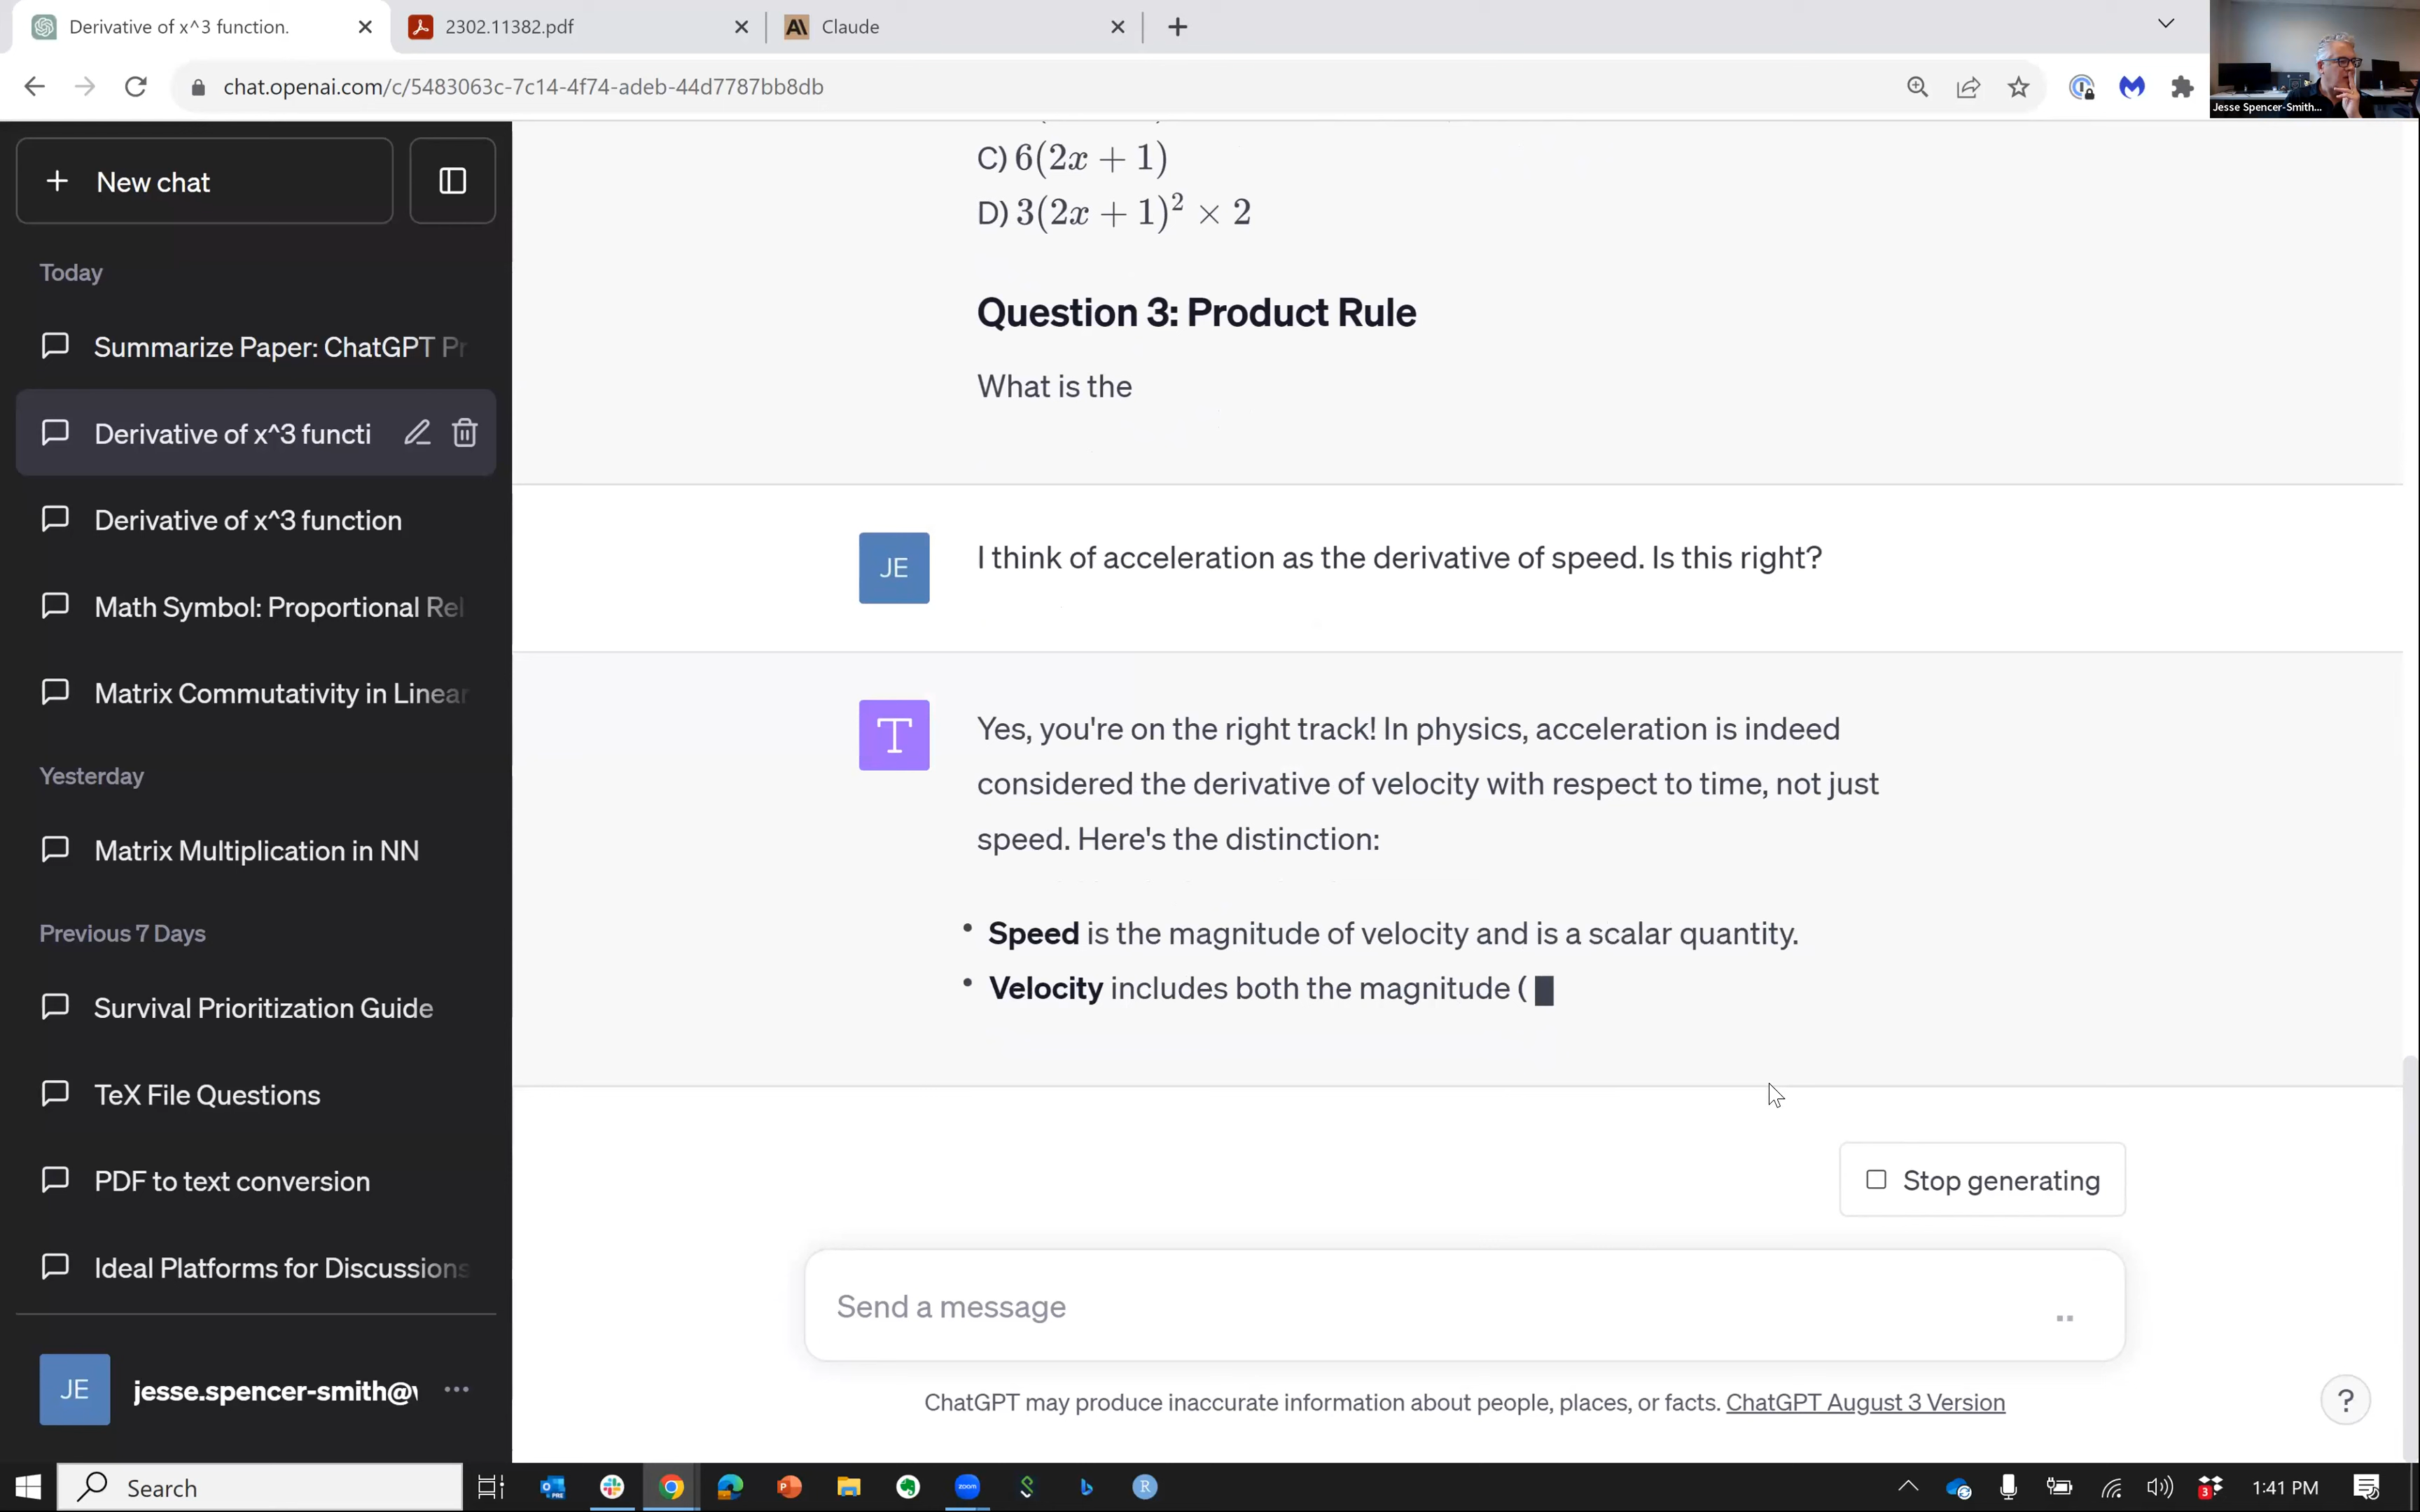 Derivative of x^3 function.
2302.11382.pdf
Claude
chat.openai.com/c/5483063c-7c14-4f74-adeb-44d7787bb8db
Jesse Spencer-Smith...
New chat
Today
Summarize Paper: ChatGPT Pr
Derivative of x^3 functi
Derivative of x^3 function
Math Symbol: Proportional Rel
Matrix Commutativity in Linear
Yesterday
Matrix Multiplication in NN
Previous 7 Days
Survival Prioritization Guide
TeX File Questions
PDF to text conversion
Ideal Platforms for Discussions
JE
jesse.spencer-smith@
C) 6(2x + 1)
D) 3(2x + 1)² × 2
Question 3: Product Rule
What is the
JE
I think of acceleration as the derivative of speed. Is this right?
T
Yes, you're on the right track! In physics, acceleration is indeed
considered the derivative of velocity with respect to time, not just
speed. Here's the distinction:
• Speed is the magnitude of velocity and is a scalar quantity.
• Velocity includes both the magnitude (
Stop generating
Send a message
ChatGPT may produce inaccurate information about people, places, or facts. ChatGPT August 3 Version
?
Search
zoom
3
1:41 PM